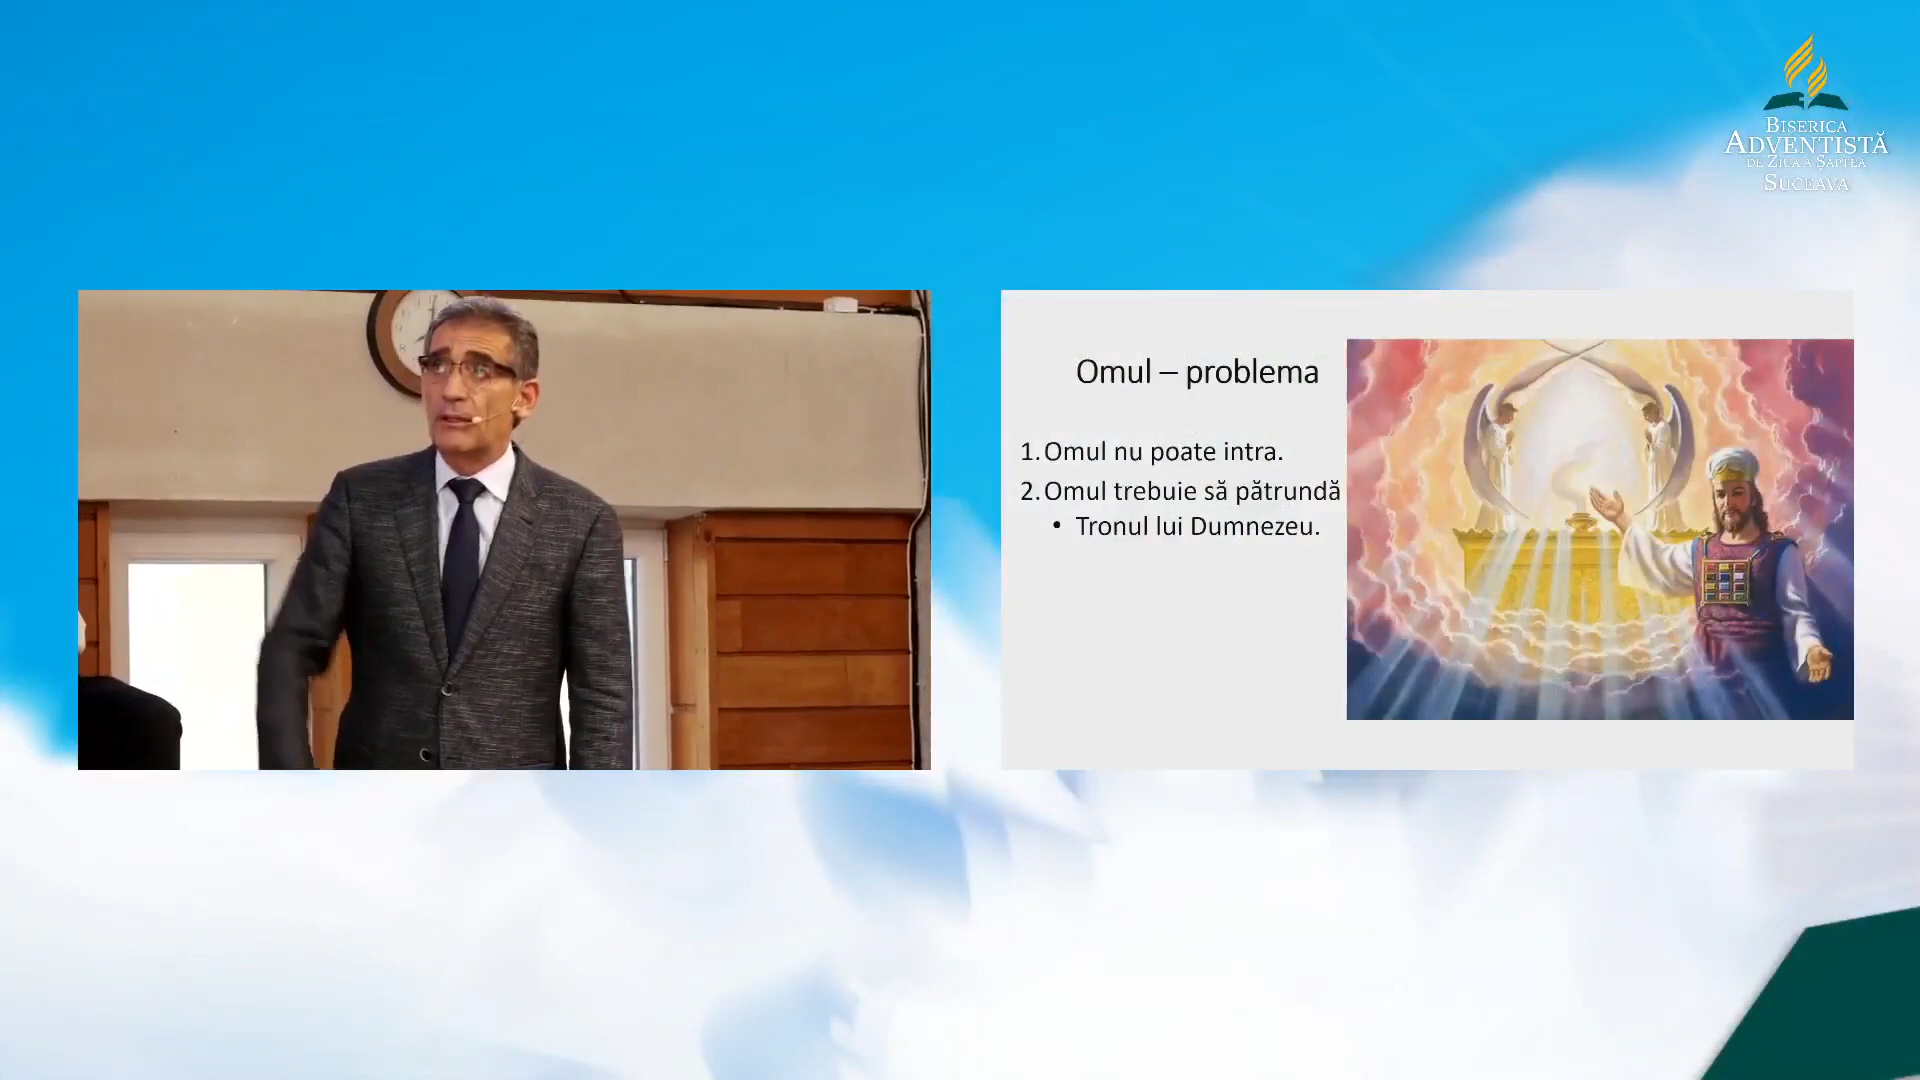 BISERICA
ADVENTISTĂ
DE ZIUA A ȘAPTEA
SUCEAVA
Omul – problema
1. Omul nu poate intra.
2. Omul trebuie să pătrundă
• Tronul lui Dumnezeu.